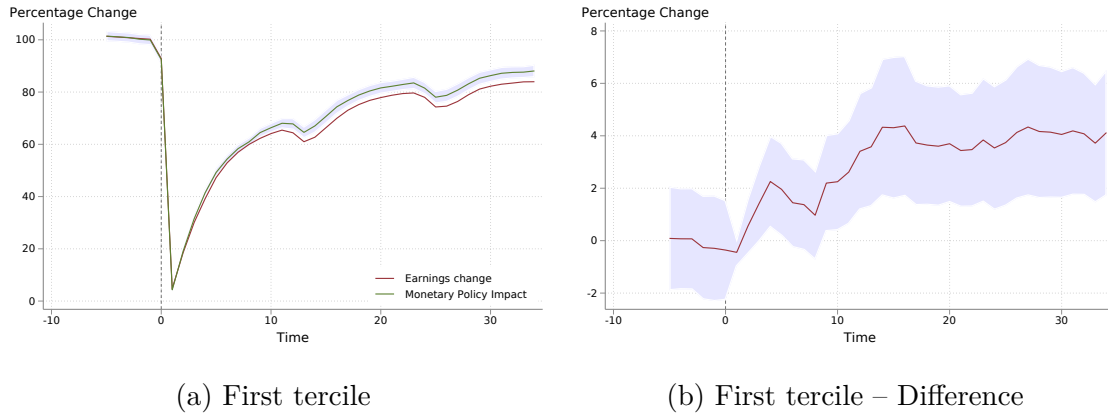 Percentage Change
100
80
60
40
20
0
-10
0
10
20
30
Time
Earnings change
Monetary Policy Impact
(a) First tercile
Percentage Change
8
6
4
2
0
-2
-10
0
10
20
30
Time
(b) First tercile – Difference